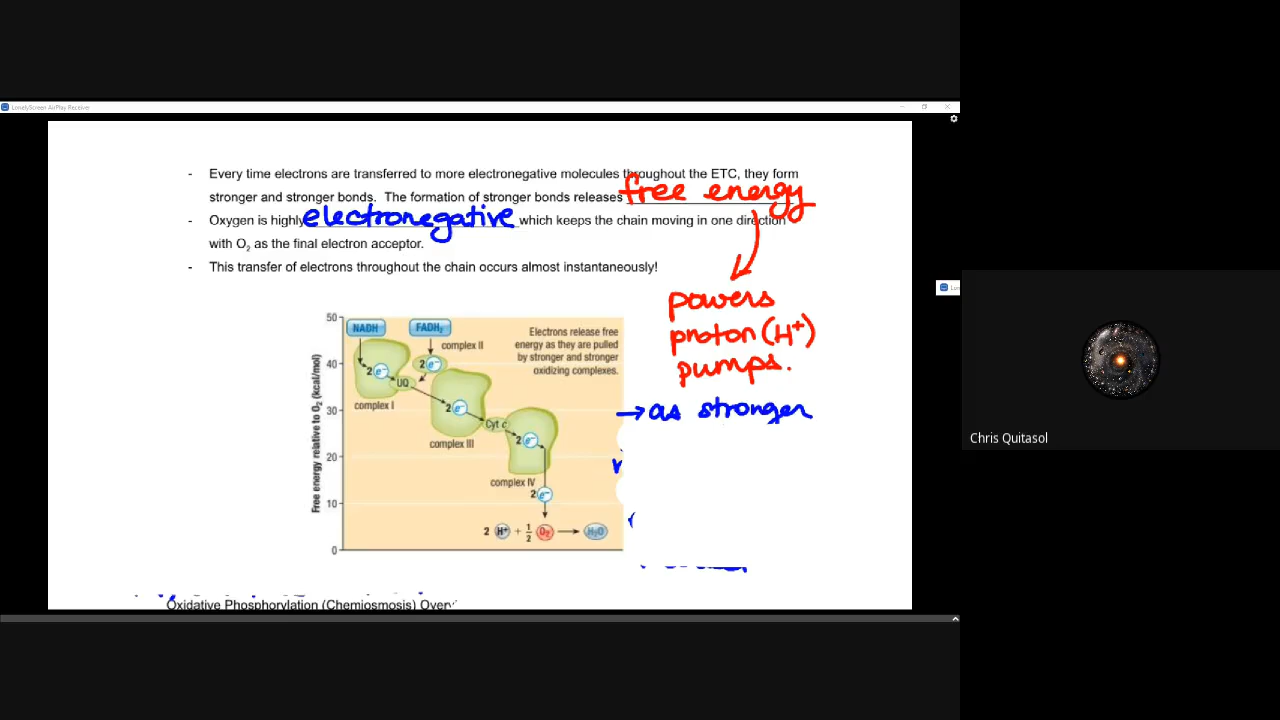 LonelyScreen AirPlay Receiver
- Every time electrons are transferred to more electronegative molecules throughout the ETC, they form
stronger and stronger bonds. The formation of stronger bonds releases free energy
- Oxygen is highly electronegative which keeps the chain moving in one direction
with O₂ as the final electron acceptor.
- This transfer of electrons throughout the chain occurs almost instantaneously!
powers
proton (H⁺)
pumps.
→ as stronger
Free energy relative to O₂ (kcal/mol)
50
40
30
20
10
0
NADH
FADH₂
Electrons release free
energy as they are pulled
by stronger and stronger
oxidizing complexes.
complex II
2 e⁻
2 e⁻
UQ
complex I
2 e⁻
Cyt c
complex III
2 e⁻
complex IV
2 e⁻
2 H⁺ + 1/2 O₂ → H₂O
Oxidative Phosphorylation (Chemiosmosis)
Chris Quitasol